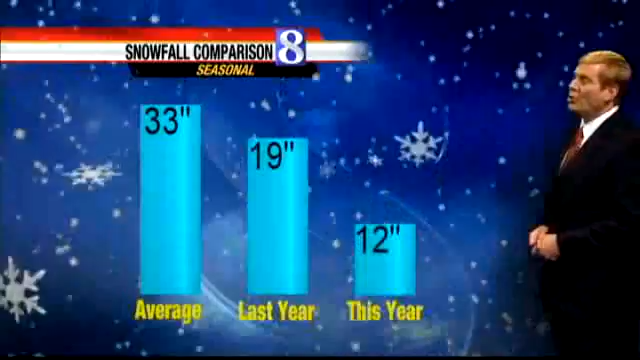 SNOWFALL COMPARISON 8
SEASONAL
33"
19"
12"
Average
Last Year
This Year